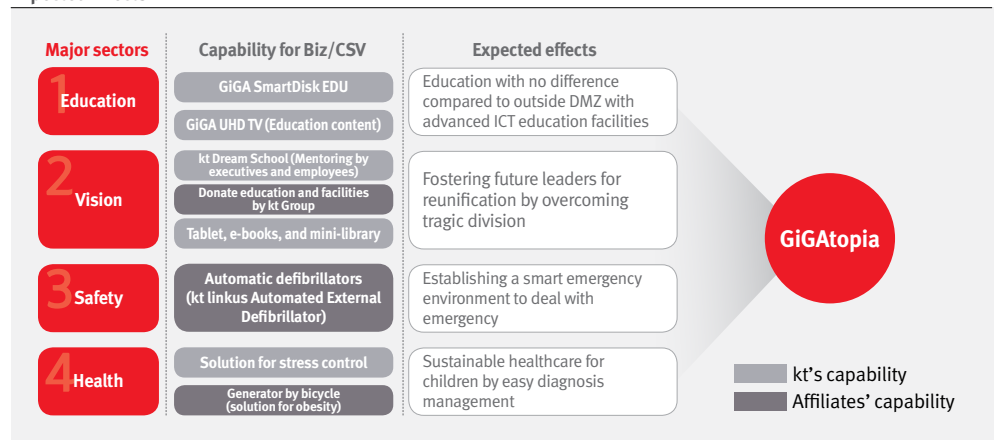 Major sectors
Capability for Biz/CSV
Expected effects
1
Education
GiGA SmartDisk EDU
GiGA UHD TV (Education content)
Education with no difference
compared to outside DMZ with
advanced ICT education facilities
2
Vision
kt Dream School (Mentoring by
executives and employees)
Donate education and facilities
by kt Group
Tablet, e-books, and mini-library
Fostering future leaders for
reunification by overcoming
tragic division
3
Safety
Automatic defibrillators
(kt linkus Automated External
Defibrillator)
Establishing a smart emergency
environment to deal with
emergency
4
Health
Solution for stress control
Generator by bicycle
(solution for obesity)
Sustainable healthcare for
children by easy diagnosis
management
GiGAtopia
kt's capability
Affiliates' capability